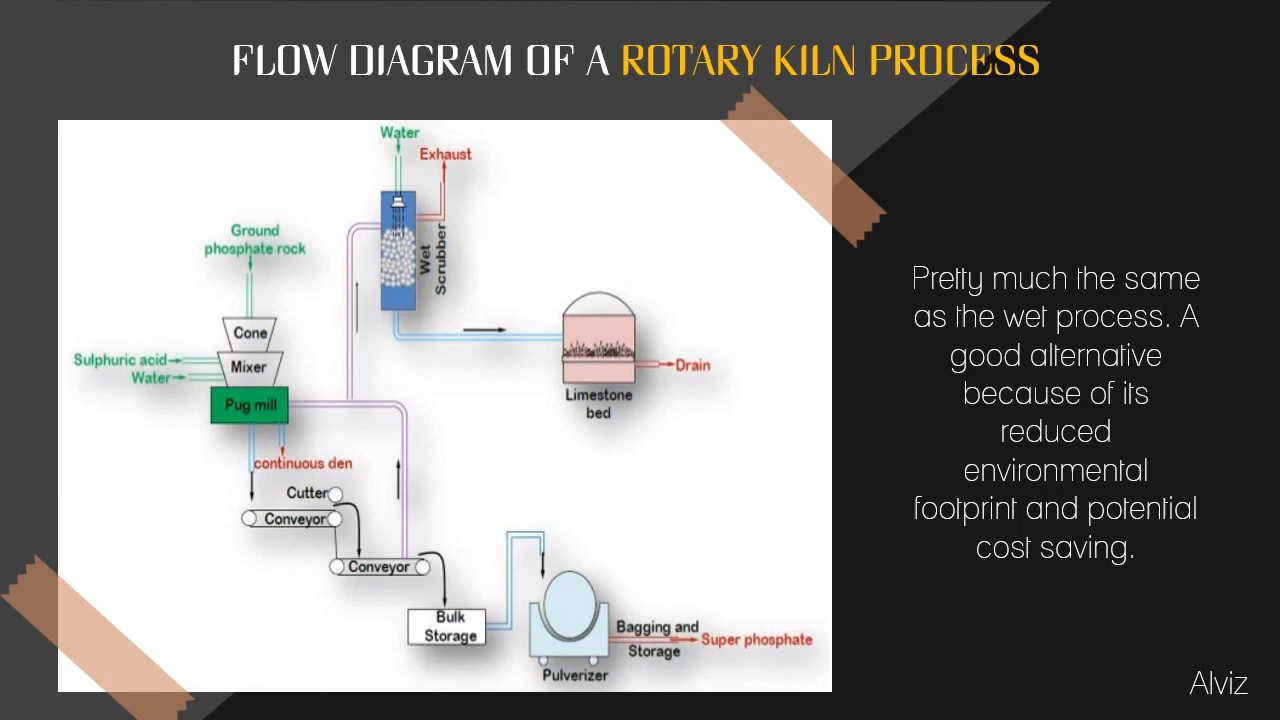 FLOW DIAGRAM OF A ROTARY KILN PROCESS
Water
Exhaust
Wet
Scrubber
Ground
phosphate rock
Cone
Mixer
Sulphuric acid
Water
Pug mill
continuous den
Cutter
Conveyor
Conveyor
Limestone
bed
Drain
Bulk
Storage
Pulverizer
Bagging and
Storage
Super phosphate
Pretty much the same
as the wet process. A
good alternative
because of its
reduced
environmental
footprint and potential
cost saving.
Alviz